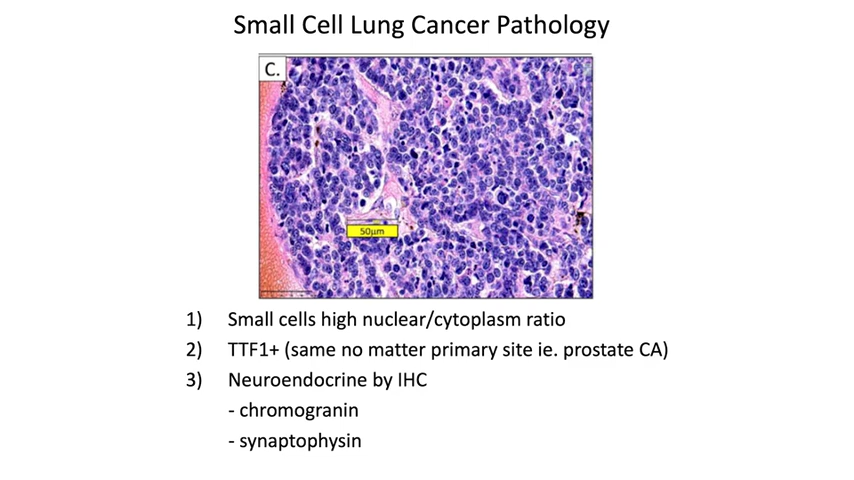 Small Cell Lung Cancer Pathology
C.
50µm
1) Small cells high nuclear/cytoplasm ratio
2) TTF1+ (same no matter primary site ie. prostate CA)
3) Neuroendocrine by IHC
- chromogranin
- synaptophysin